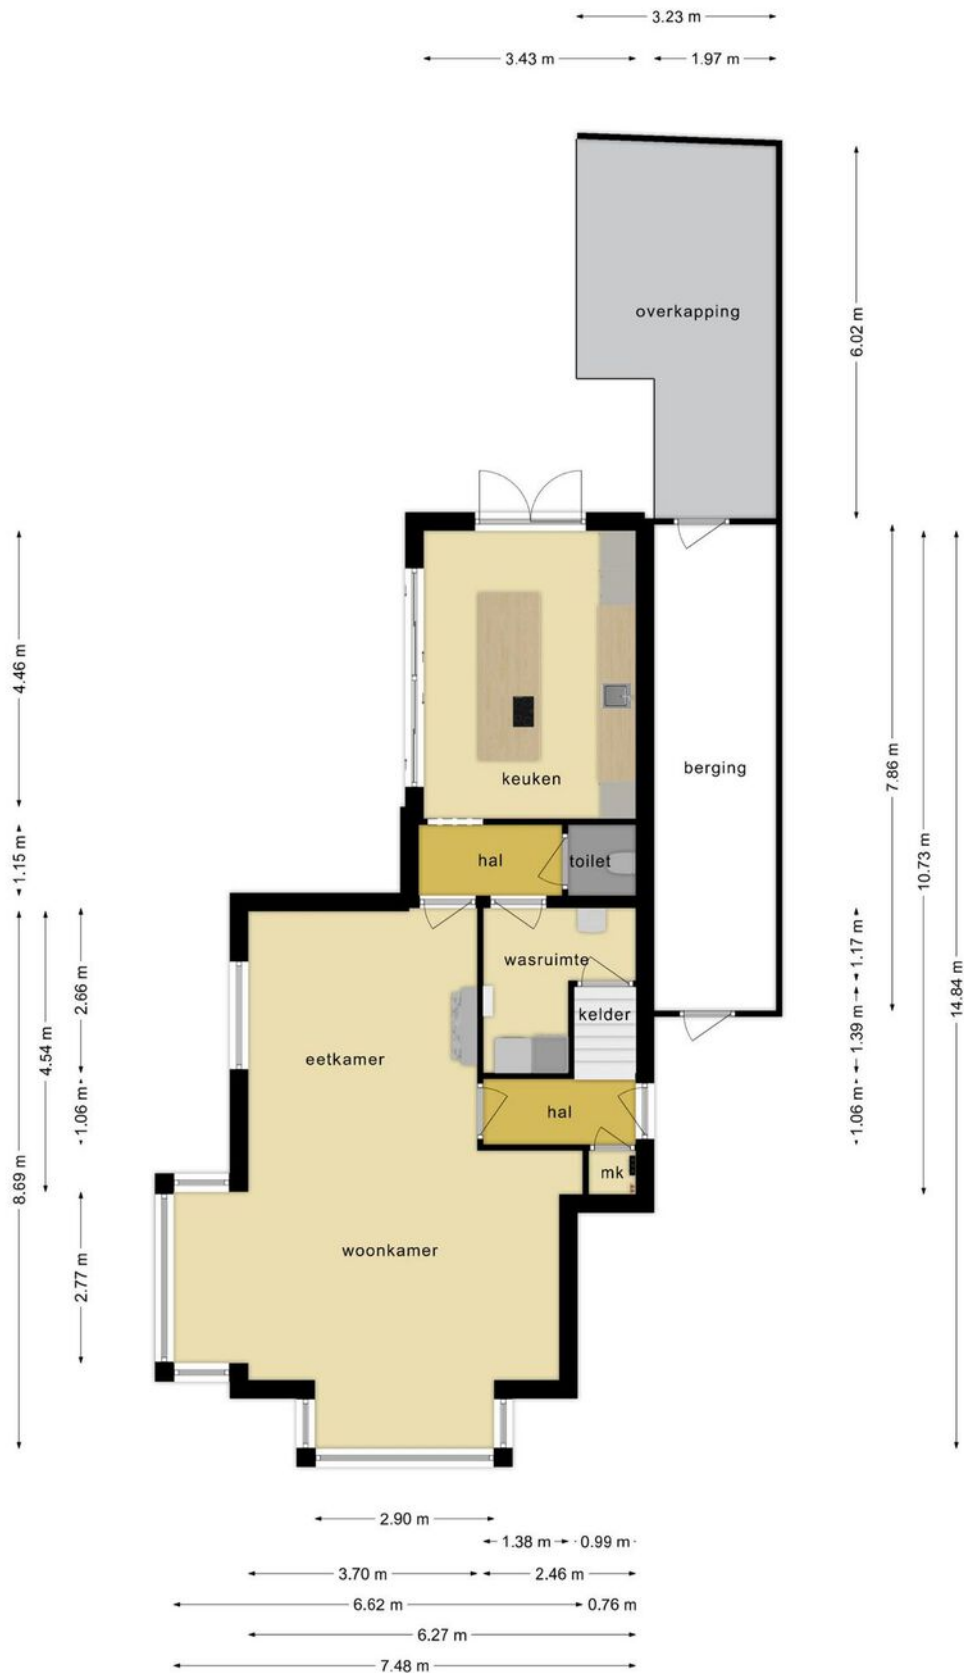 3.23 m
3.43 m
1.97 m
overkapping
6.02 m
4.46 m
keuken
berging
7.86 m
10.73 m
14.84 m
1.15 m
hal
toilet
8.69 m
4.54 m
2.66 m
wasruimte
kelder
1.17 m
1.39 m
eetkamer
1.06 m
hal
1.06 m
mk
2.77 m
woonkamer
2.90 m
1.38 m
0.99 m
3.70 m
2.46 m
6.62 m
0.76 m
6.27 m
7.48 m